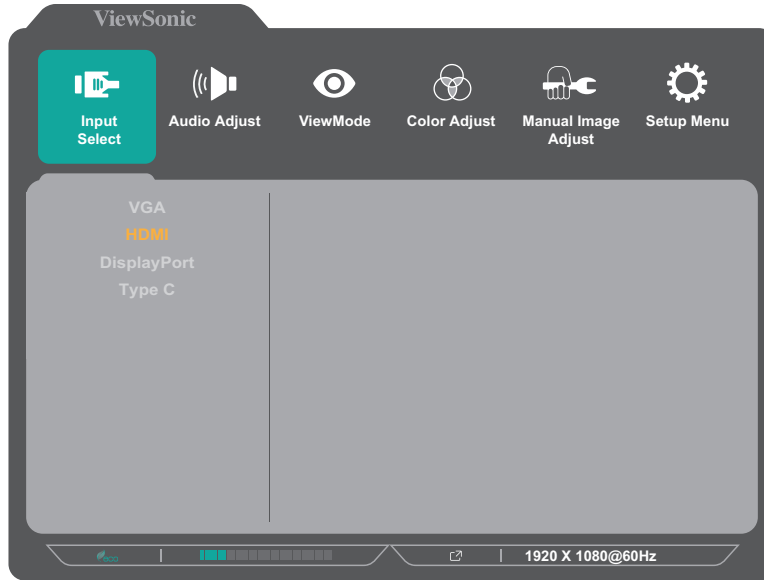 ViewSonic
Input
Select
Audio Adjust
ViewMode
Color Adjust
Manual Image
Adjust
Setup Menu
VGA
HDMI
DisplayPort
Type C
eco
1920 X 1080@60Hz